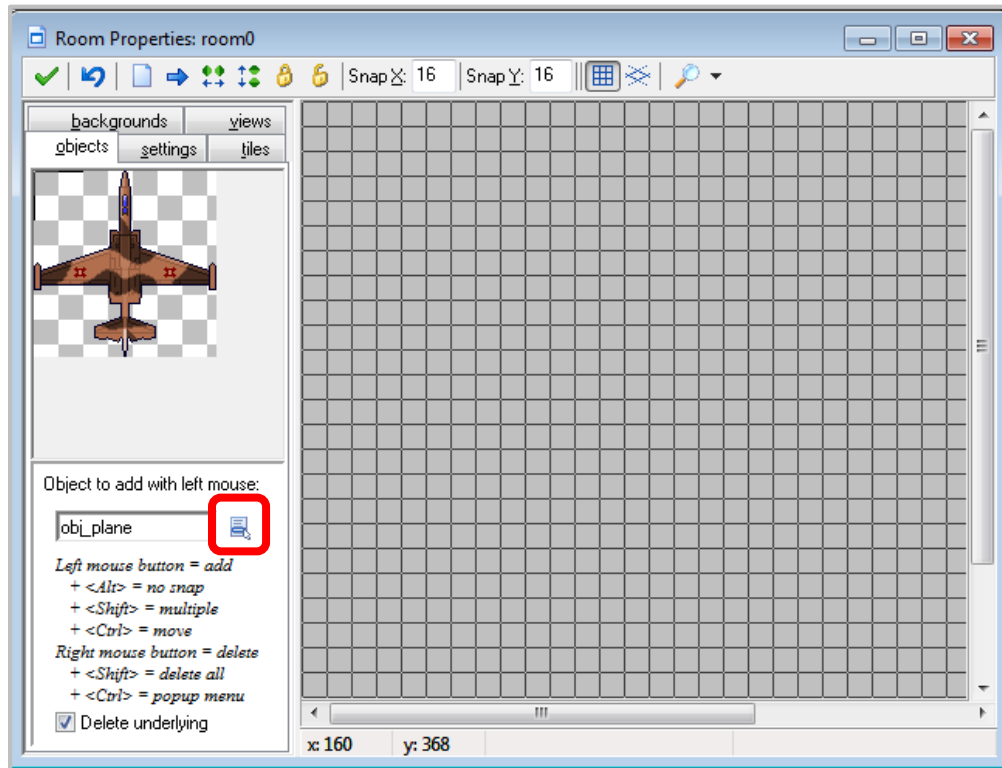 Room Properties: room0
Snap X: 16 Snap Y: 16
backgrounds views
objects settings tiles
Object to add with left mouse:
obj_plane
Left mouse button = add
+ <Alt> = no snap
+ <Shift> = multiple
+ <Ctrl> = move
Right mouse button = delete
+ <Shift> = delete all
+ <Ctrl> = popup menu
Delete underlying
x: 160 y: 368